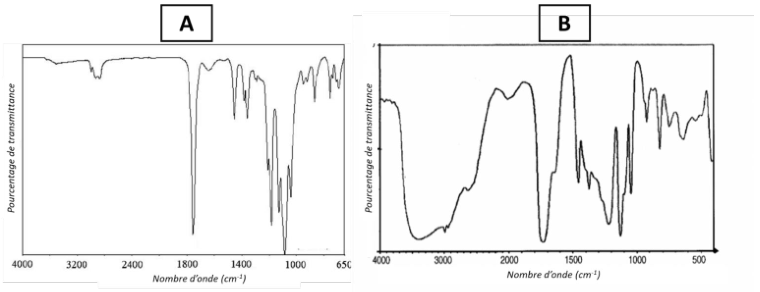 A
B
Pourcentage de transmittance
4000 3200 2400 1800 1400 1000 650
Nombre d'onde (cm-1)
Pourcentage de transmittance
4000 3000 2000 1500 1000 500
Nombre d'onde (cm-1)